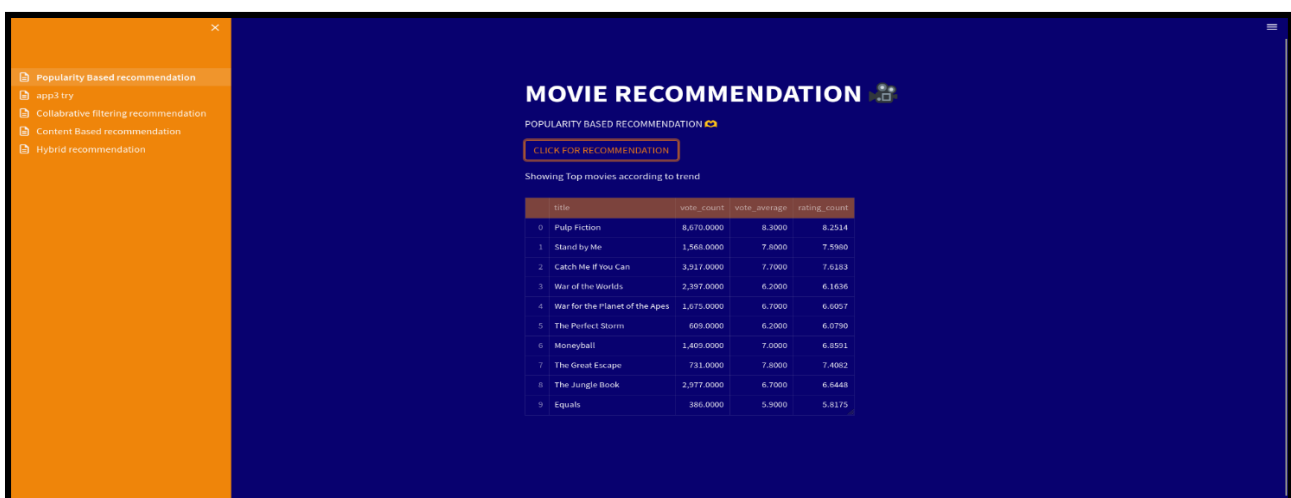 ×
Popularity Based recommendation
app3 try
Collabrative filtering recommendation
Content Based recommendation
Hybrid recommendation
MOVIE RECOMMENDATION 🎥
POPULARITY BASED RECOMMENDATION 🫶
CLICK FOR RECOMMENDATION
Showing Top movies according to trend
title vote_count vote_average rating_count
0 Pulp Fiction 8,670.0000 8.3000 8.2514
1 Stand by Me 1,568.0000 7.8000 7.5980
2 Catch Me If You Can 3,917.0000 7.7000 7.6183
3 War of the Worlds 2,397.0000 6.2000 6.1636
4 War for the Planet of the Apes 1,675.0000 6.7000 6.6057
5 The Perfect Storm 609.0000 6.2000 6.0790
6 Moneyball 1,409.0000 7.0000 6.8591
7 The Great Escape 731.0000 7.8000 7.4082
8 The Jungle Book 2,977.0000 6.7000 6.6448
9 Equals 386.0000 5.9000 5.8175